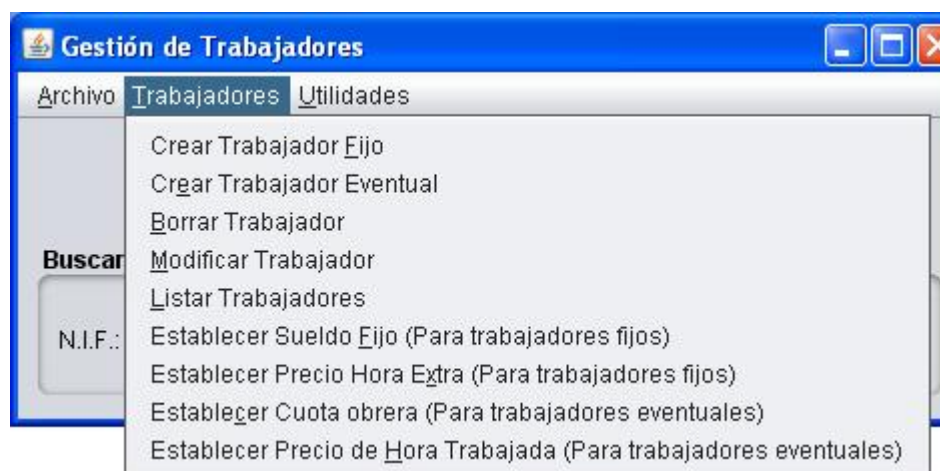 Gestión de Trabajadores
Archivo Trabajadores Utilidades
Crear Trabajador Fijo
Crear Trabajador Eventual
Borrar Trabajador
Buscar
Modificar Trabajador
Listar Trabajadores
N.I.F.:
Establecer Sueldo Fijo (Para trabajadores fijos)
Establecer Precio Hora Extra (Para trabajadores fijos)
Establecer Cuota obrera (Para trabajadores eventuales)
Establecer Precio de Hora Trabajada (Para trabajadores eventuales)